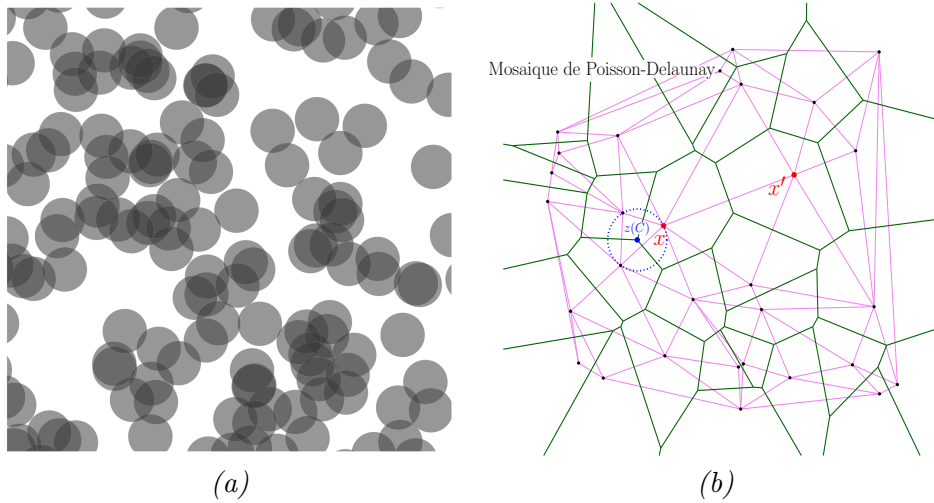 Mosaique de Poisson-Delaunay
x′
z(C)
x
(a)
(b)